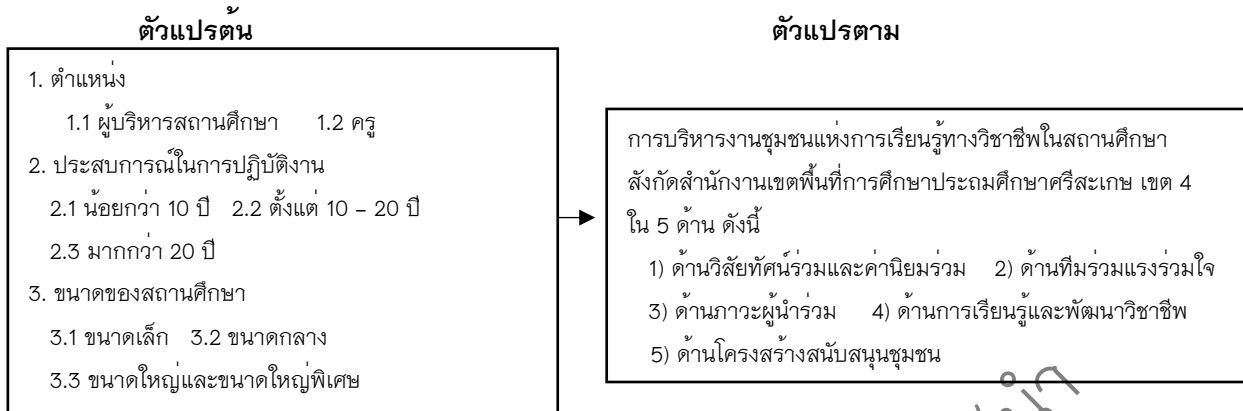 ตัวแปรต้น
1. ตำแหน่ง
1.1 ผู้บริหารสถานศึกษา 1.2 ครู
2. ประสบการณ์ในการปฏิบัติงาน
2.1 น้อยกว่า 10 ปี 2.2 ตั้งแต่ 10 – 20 ปี
2.3 มากกว่า 20 ปี
3. ขนาดของสถานศึกษา
3.1 ขนาดเล็ก 3.2 ขนาดกลาง
3.3 ขนาดใหญ่และขนาดใหญ่พิเศษ
ตัวแปรตาม
การบริหารงานชุมชนแห่งการเรียนรู้ทางวิชาชีพในสถานศึกษา
สังกัดสำนักงานเขตพื้นที่การศึกษาประถมศึกษาศรีสะเกษ เขต 4
ใน 5 ด้าน ดังนี้
1) ด้านวิสัยทัศน์ร่วมและค่านิยมร่วม 2) ด้านทีมร่วมแรงร่วมใจ
3) ด้านภาวะผู้นำร่วม 4) ด้านการเรียนรู้และพัฒนาวิชาชีพ
5) ด้านโครงสร้างสนับสนุนชุมชน